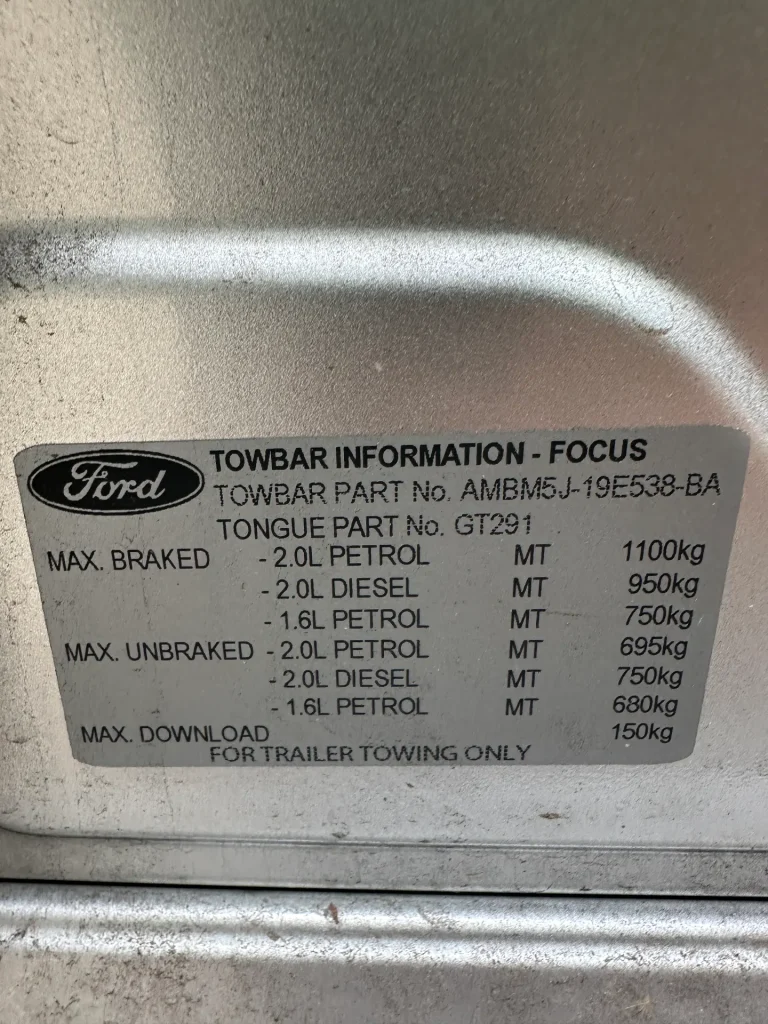 Ford TOWBAR INFORMATION - FOCUS
TOWBAR PART No. AMBM5J-19E538-BA
TONGUE PART No. GT291
MAX. BRAKED - 2.0L PETROL MT 1100kg
- 2.0L DIESEL MT 950kg
- 1.6L PETROL MT 750kg
MAX. UNBRAKED - 2.0L PETROL MT 695kg
- 2.0L DIESEL MT 750kg
- 1.6L PETROL MT 680kg
MAX. DOWNLOAD 150kg
FOR TRAILER TOWING ONLY